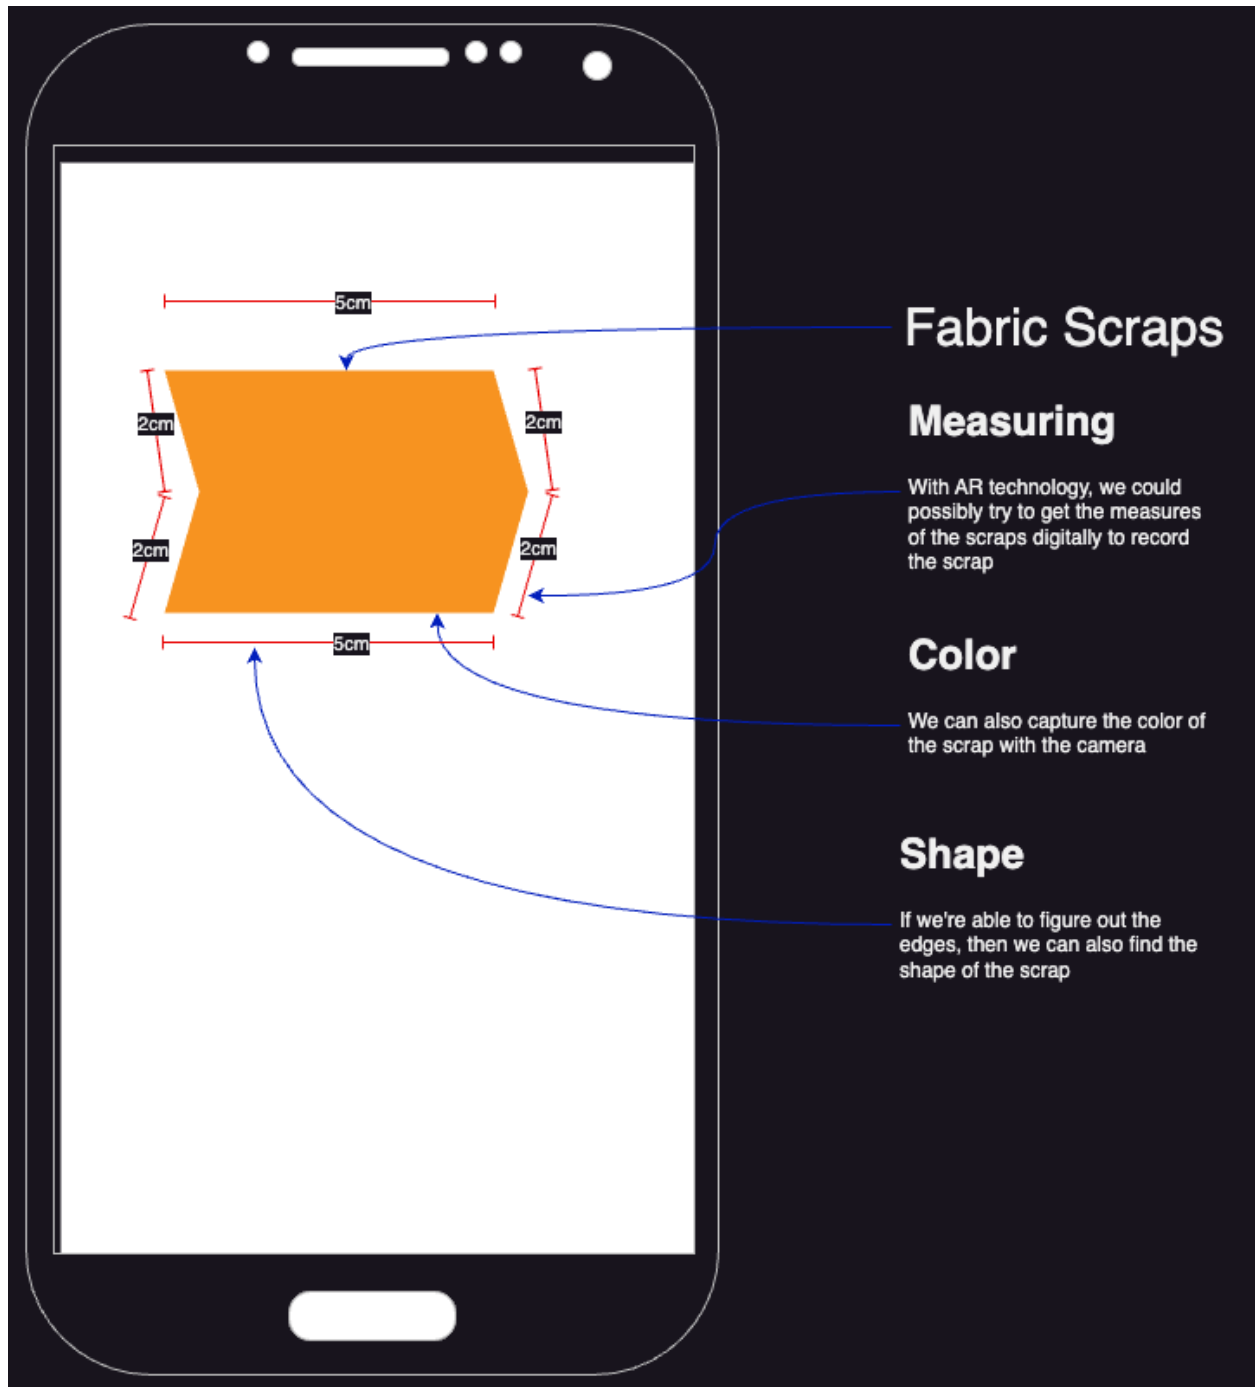 5cm
2cm
2cm
2cm
2cm
5cm
Fabric Scraps
Measuring
With AR technology, we could
possibly try to get the measures
of the scraps digitally to record
the scrap
Color
We can also capture the color of
the scrap with the camera
Shape
If we're able to figure out the
edges, then we can also find the
shape of the scrap